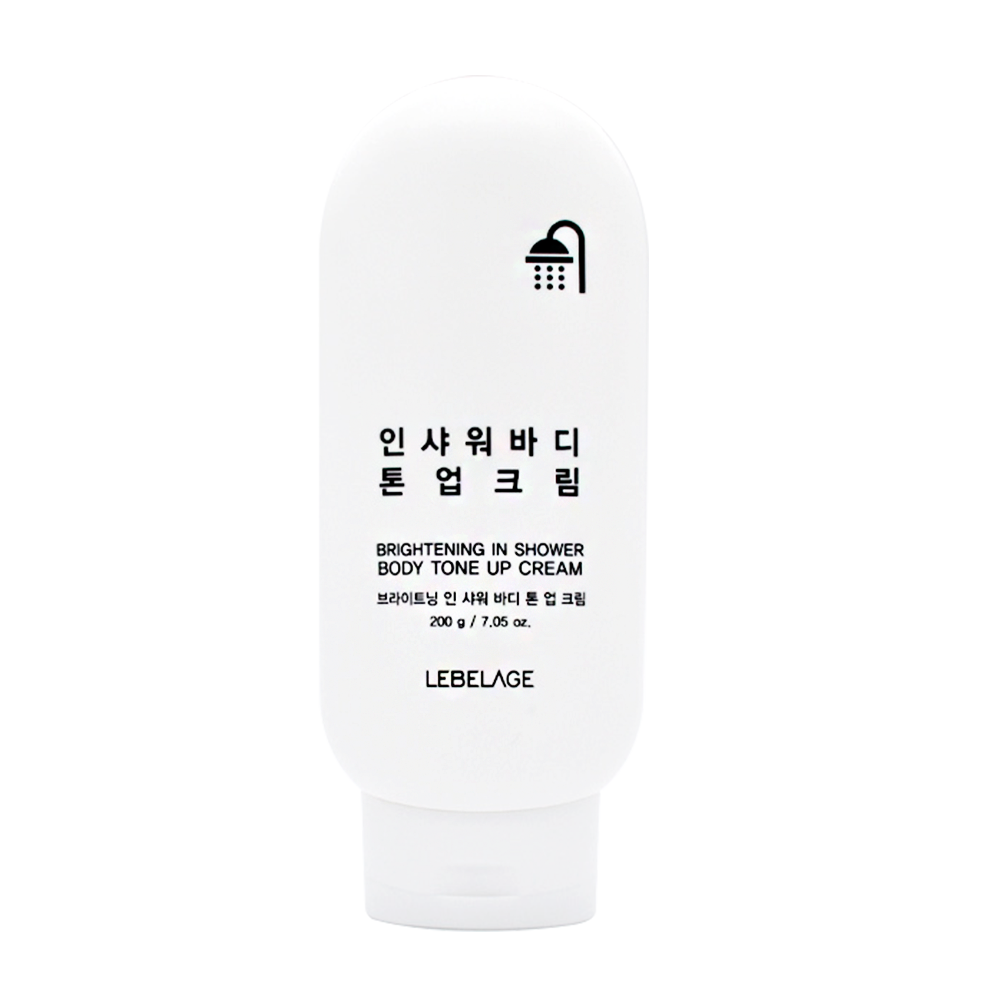 인 샤 워 바 디
톤 업 크 림
BRIGHTENING IN SHOWER
BODY TONE UP CREAM
브라이트닝 인 샤워 바디 톤 업 크림
200 g / 7.05 oz.
LEBELAGE